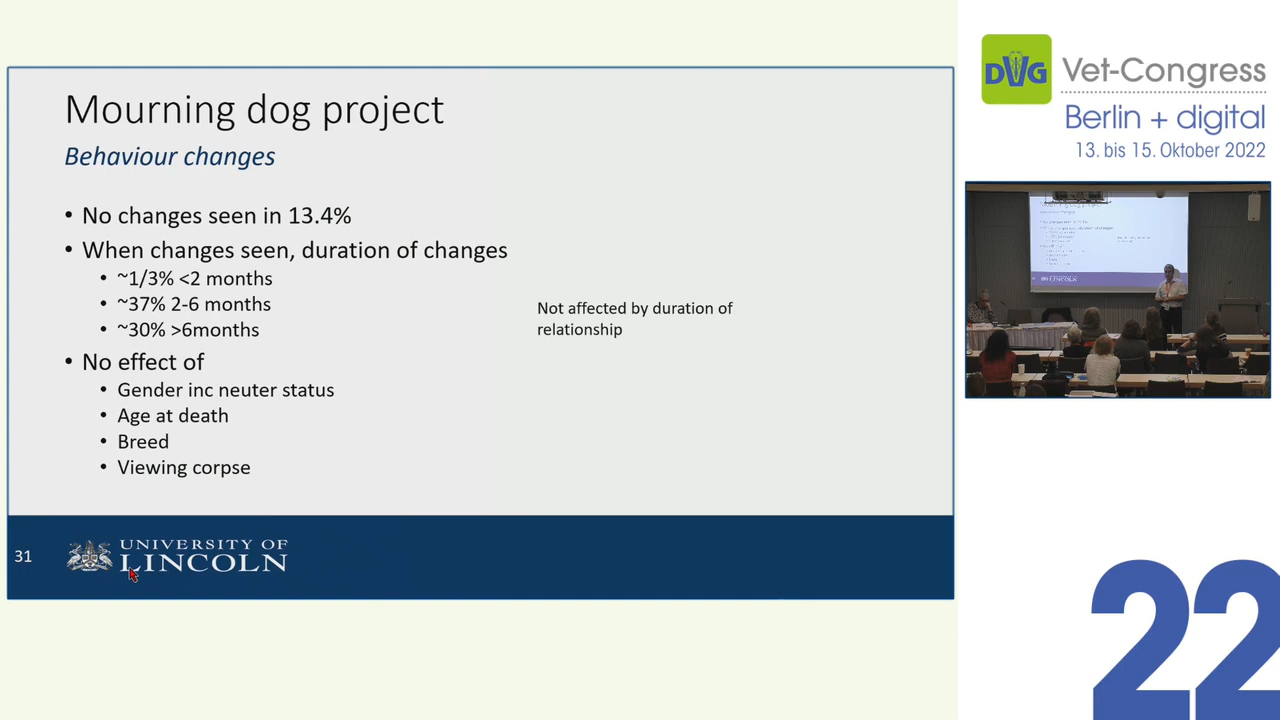 Mourning dog project
Behaviour changes
• No changes seen in 13.4%
• When changes seen, duration of changes
• ~1/3% <2 months
• ~37% 2-6 months
• ~30% >6months
Not affected by duration of
relationship
• No effect of
• Gender inc neuter status
• Age at death
• Breed
• Viewing corpse
31
UNIVERSITY OF
LINCOLN
DVG
Vet-Congress
Berlin + digital
13. bis 15. Oktober 2022
22